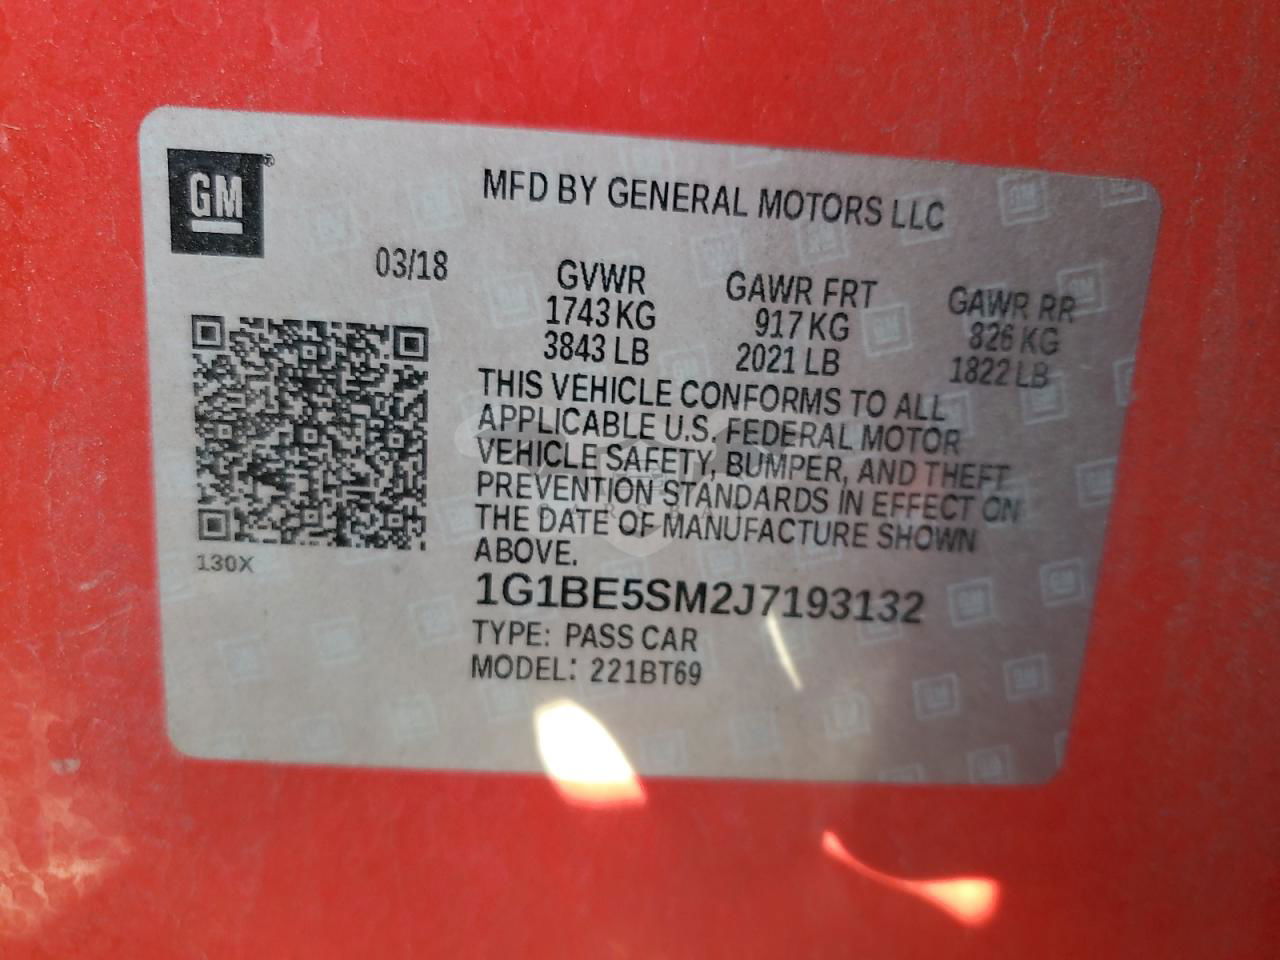 GM
MFD BY GENERAL MOTORS LLC
03/18
GVWR GAWR FRT GAWR RR
1743 KG 917 KG 826 KG
3843 LB 2021 LB 1822 LB
THIS VEHICLE CONFORMS TO ALL
APPLICABLE U.S. FEDERAL MOTOR
VEHICLE SAFETY, BUMPER, AND THEFT
PREVENTION STANDARDS IN EFFECT ON
THE DATE OF MANUFACTURE SHOWN
ABOVE.
130X
1G1BE5SM2J7193132
TYPE: PASS CAR
MODEL: 221BT69